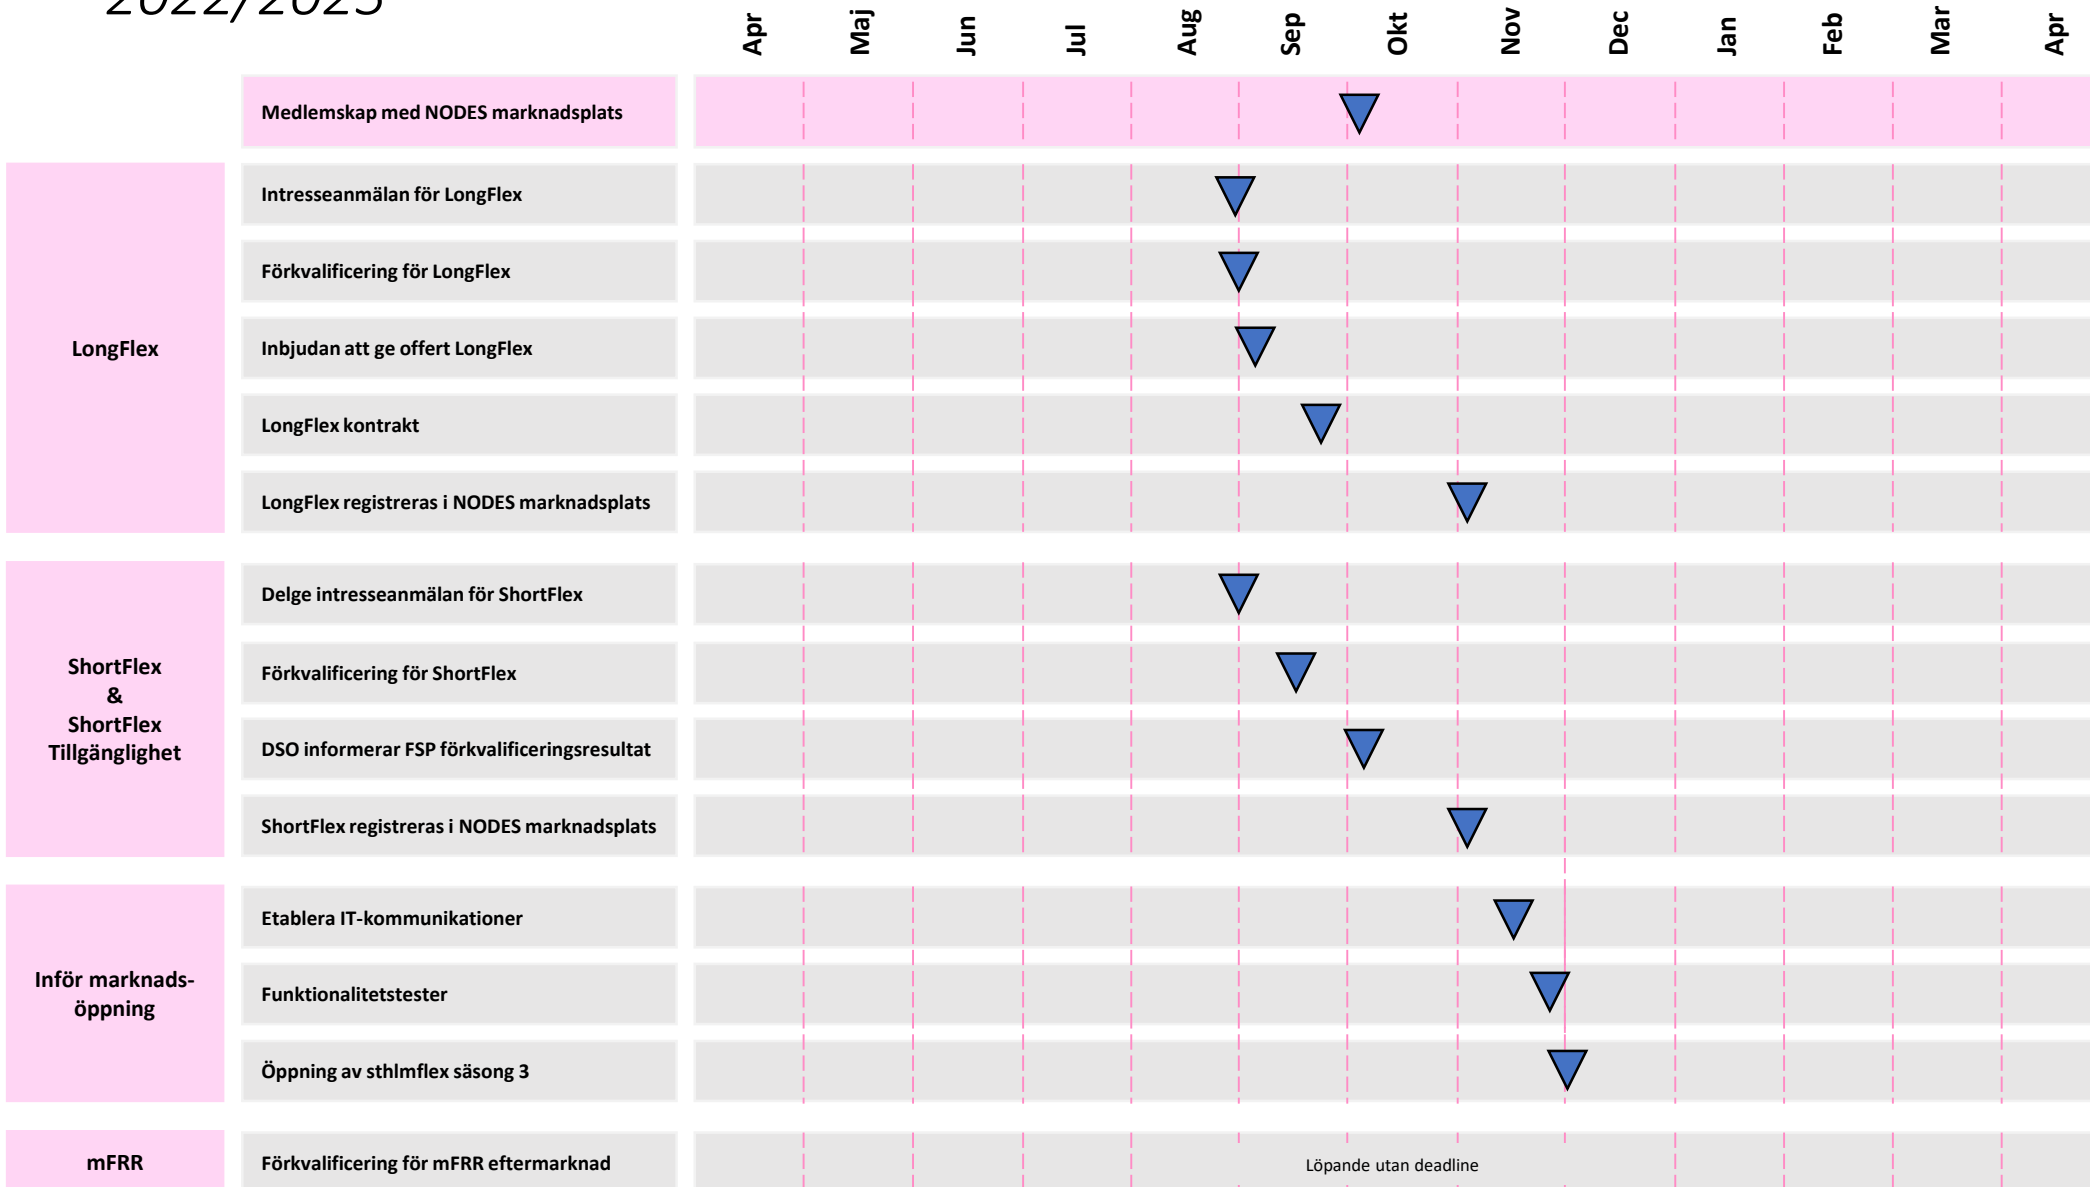 2022/2023
Apr Maj Jun Jul Aug Sep Okt Nov Dec Jan Feb Mar Apr
Medlemskap med NODES marknadsplats
LongFlex
Intresseanmälan för LongFlex
Förkvalificering för LongFlex
Inbjudan att ge offert LongFlex
LongFlex kontrakt
LongFlex registreras i NODES marknadsplats
ShortFlex
&
ShortFlex
Tillgänglighet
Delge intresseanmälan för ShortFlex
Förkvalificering för ShortFlex
DSO informerar FSP förkvalificeringsresultat
ShortFlex registreras i NODES marknadsplats
Inför marknads-
öppning
Etablera IT-kommunikationer
Funktionalitetstester
Öppning av sthlmflex säsong 3
mFRR
Förkvalificering för mFRR eftermarknad
Löpande utan deadline